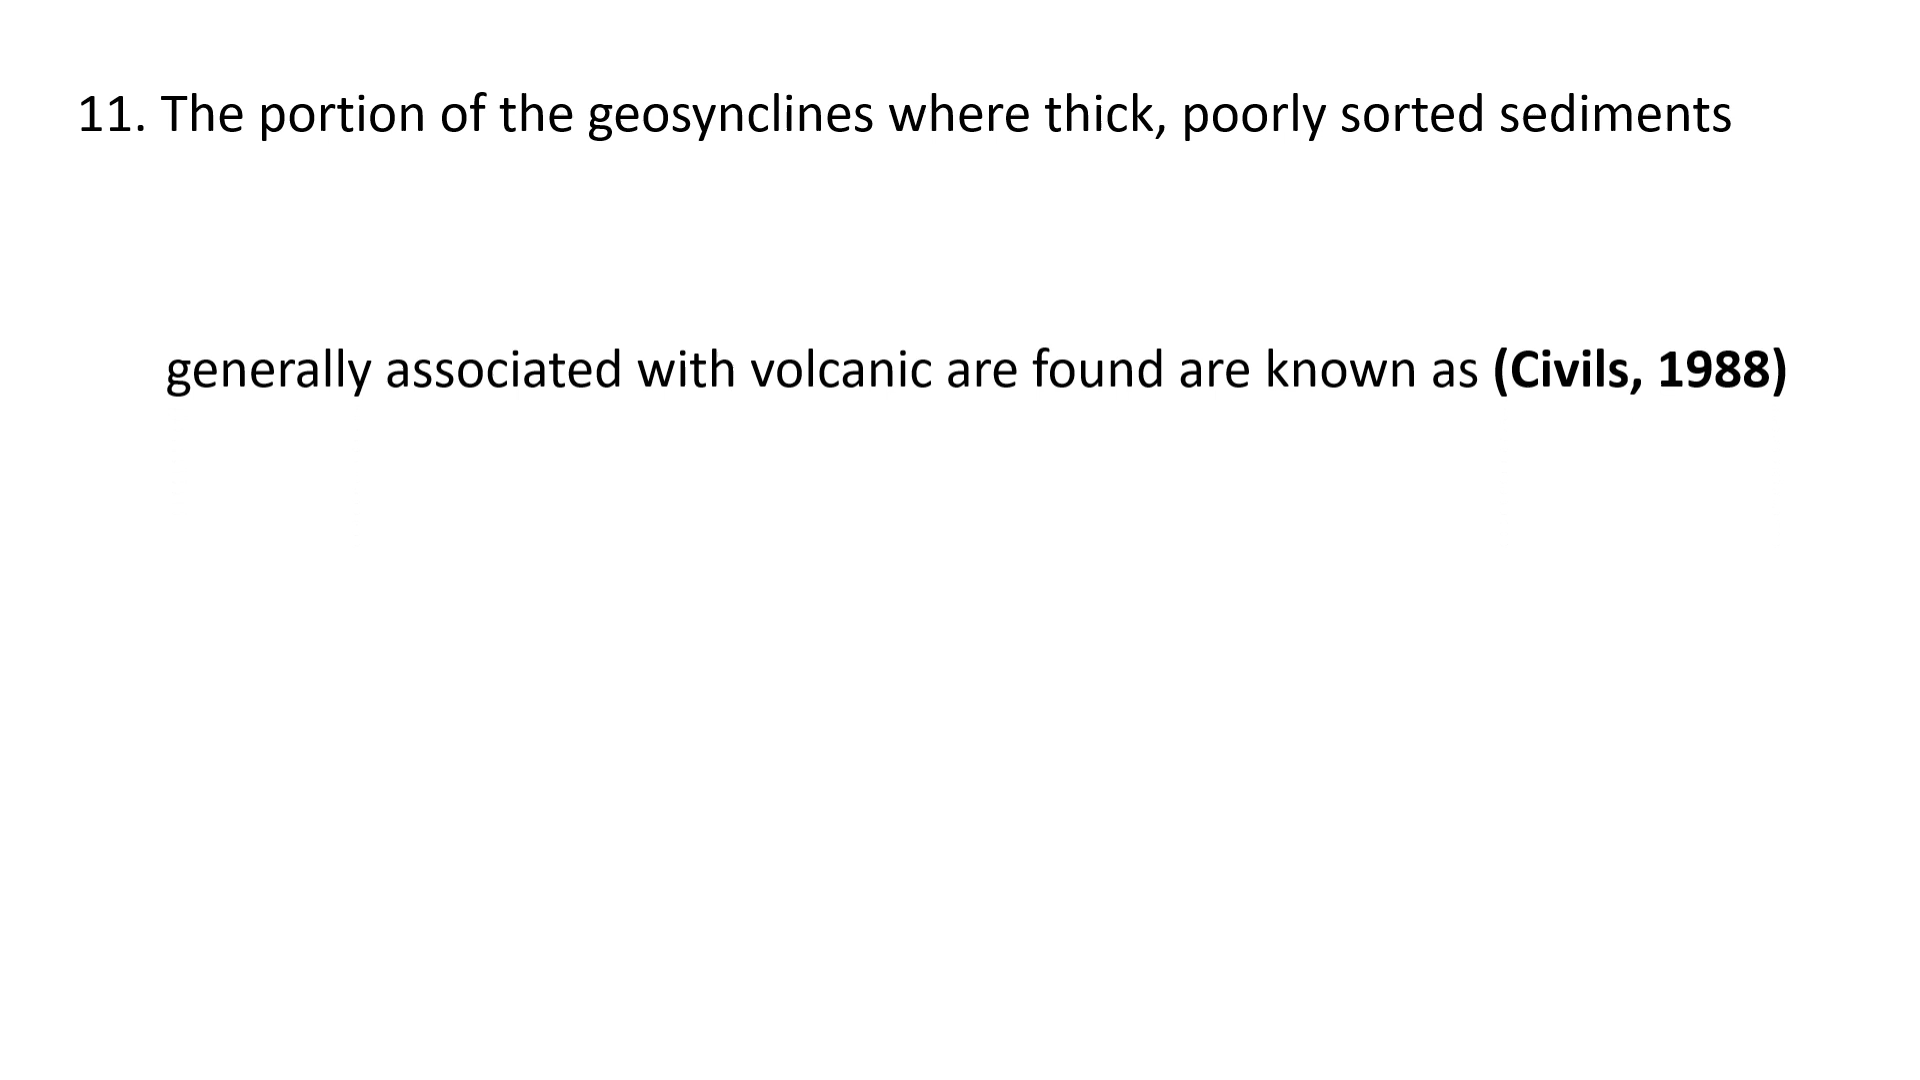 11. The portion of the geosynclines where thick, poorly sorted sediments
generally associated with volcanic are found are known as (Civils, 1988)